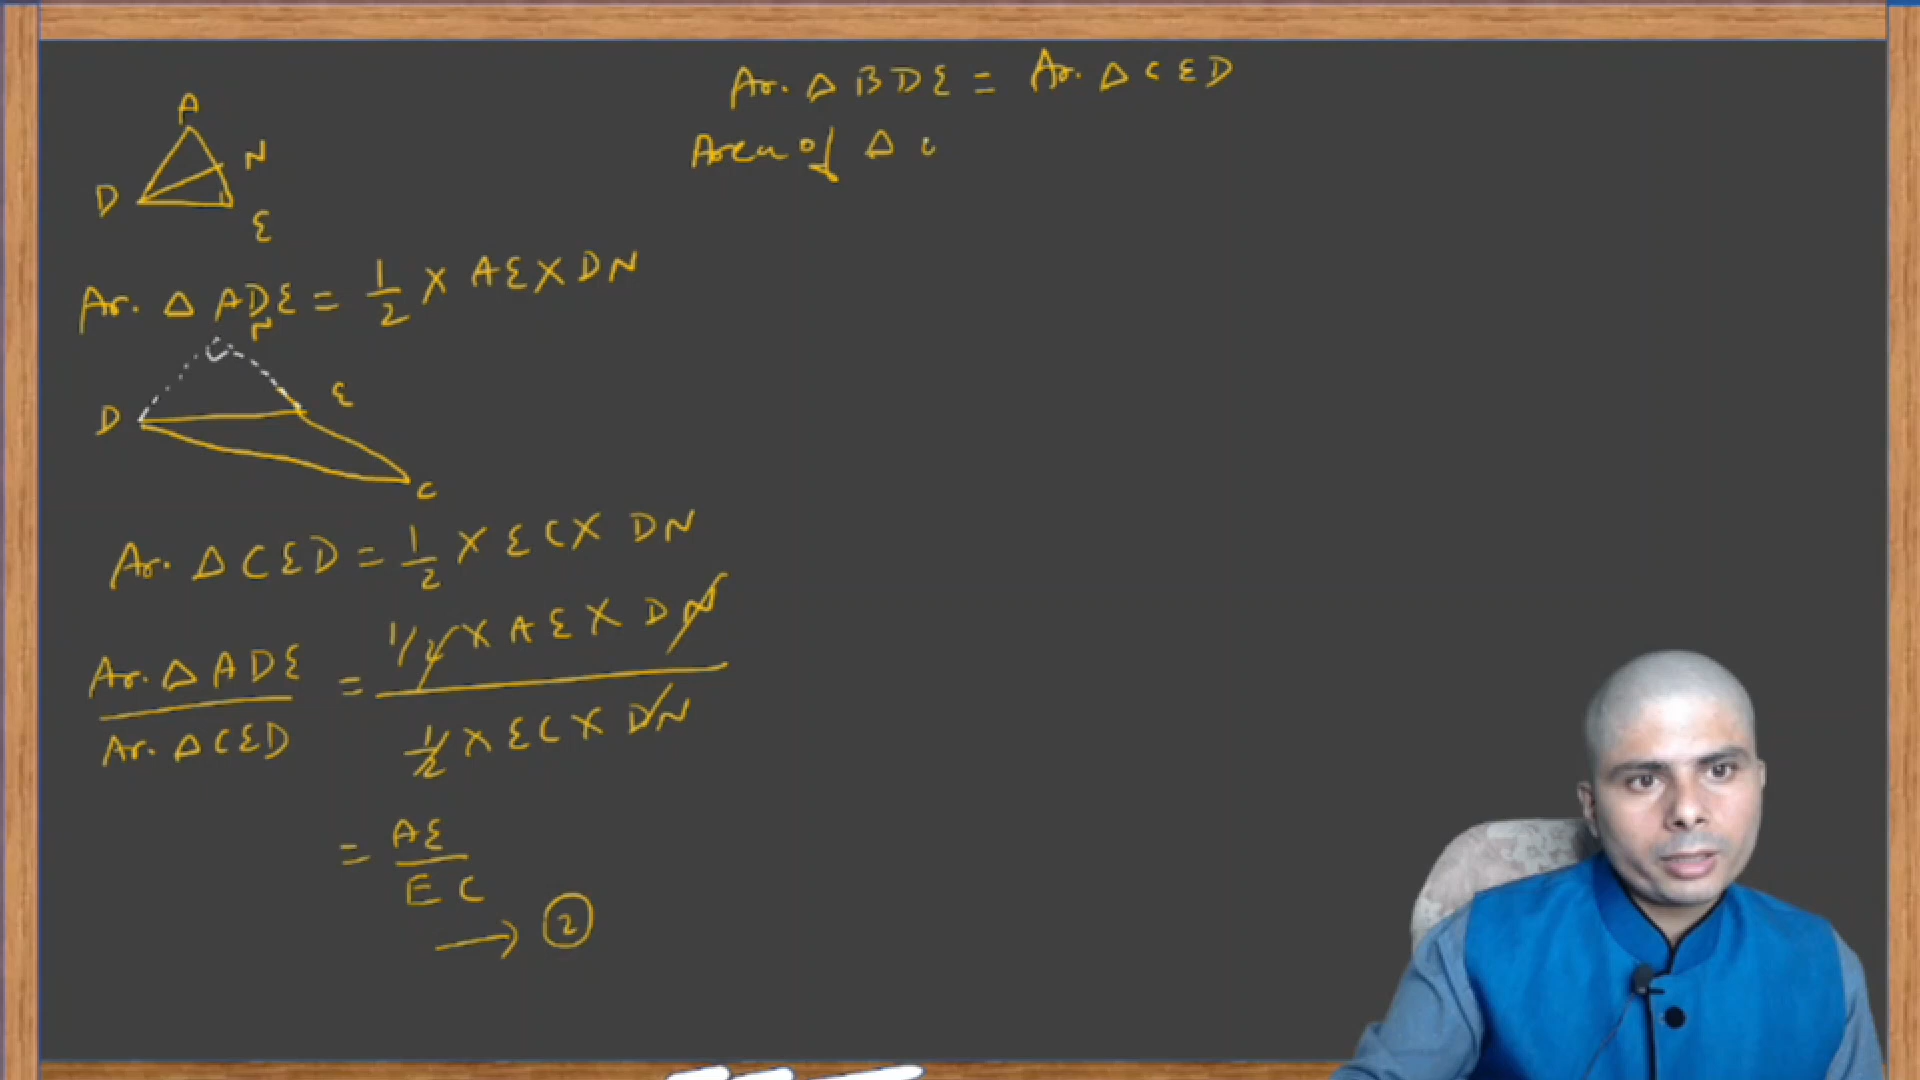 A
N
D
E
Ar. Δ ADE = 1/2 × AE × DN
N
D
E
C
Ar. Δ CED = 1/2 × EC × DN
Ar. Δ ADE / Ar. Δ CED = 1/2 × AE × DN / 1/2 × EC × DN
= AE / EC
→ ②
Ar. Δ BDE = Ar. Δ CED
Area of Δ